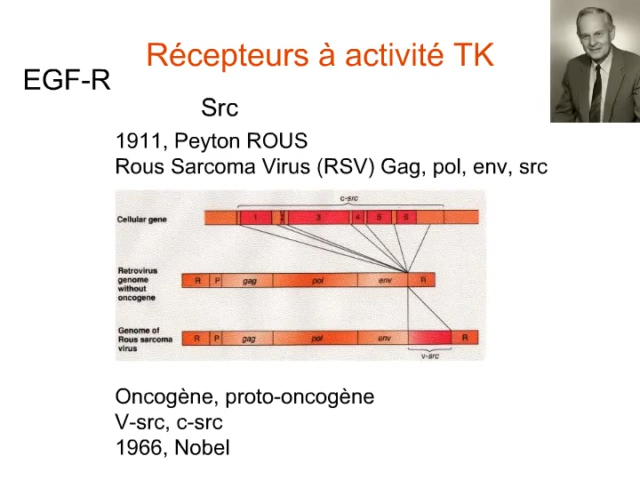 Récepteurs à activité TK
EGF-R
Src
1911, Peyton ROUS
Rous Sarcoma Virus (RSV) Gag, pol, env, src
c-src
Cellular gene 1 2 3 4 5 6
Retrovirus
genome
without
oncogene
R P gag pol env R
Genome of
Rous sarcoma
virus
R P gag pol env R
v-src
Oncogène, proto-oncogène
V-src, c-src
1966, Nobel